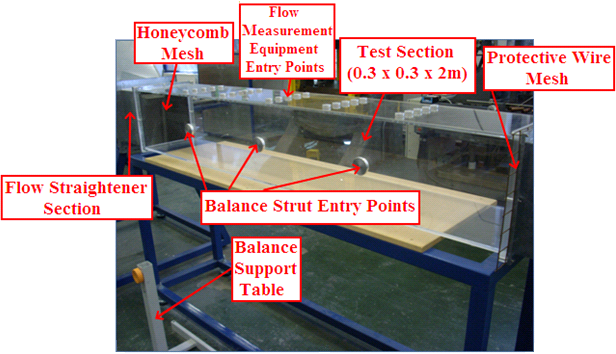 Honeycomb
Mesh
Flow
Measurement
Equipment
Entry Points
Test Section
(0.3 x 0.3 x 2m)
Protective Wire
Mesh
Flow Straightener
Section
Balance Strut Entry Points
Balance
Support
Table